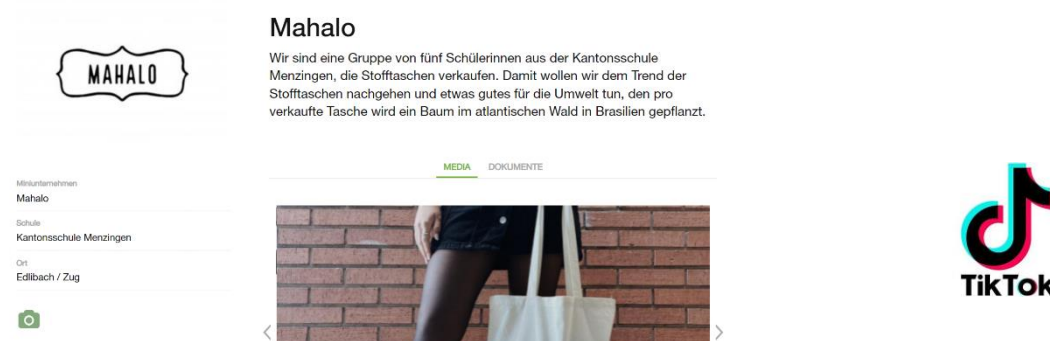 MAHALO
Mahalo
Wir sind eine Gruppe von fünf Schülerinnen aus der Kantonsschule
Menzingen, die Stofftaschen verkaufen. Damit wollen wir dem Trend der
Stofftaschen nachgehen und etwas gutes für die Umwelt tun, den pro
verkaufte Tasche wird ein Baum im atlantischen Wald in Brasilien gepflanzt.
MEDIA DOKUMENTE
Miniunternehmen
Mahalo
Schule
Kantonsschule Menzingen
Ort
Edlibach / Zug
TikTok